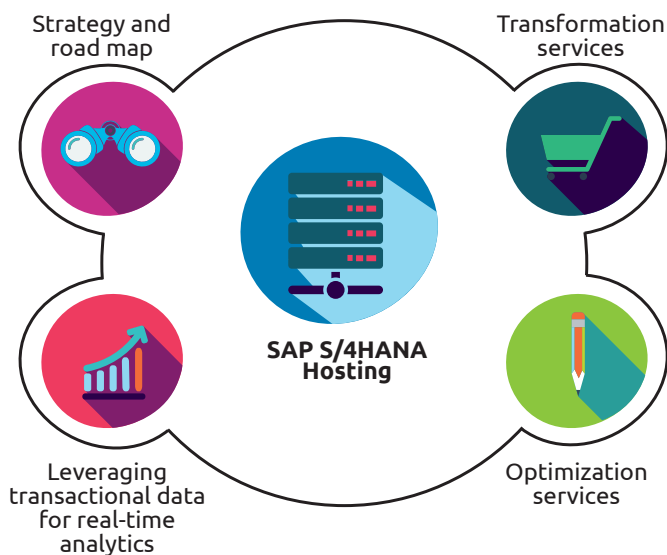 Strategy and
road map
Transformation
services
SAP S/4HANA
Hosting
Leveraging
transactional data
for real-time
analytics
Optimization
services